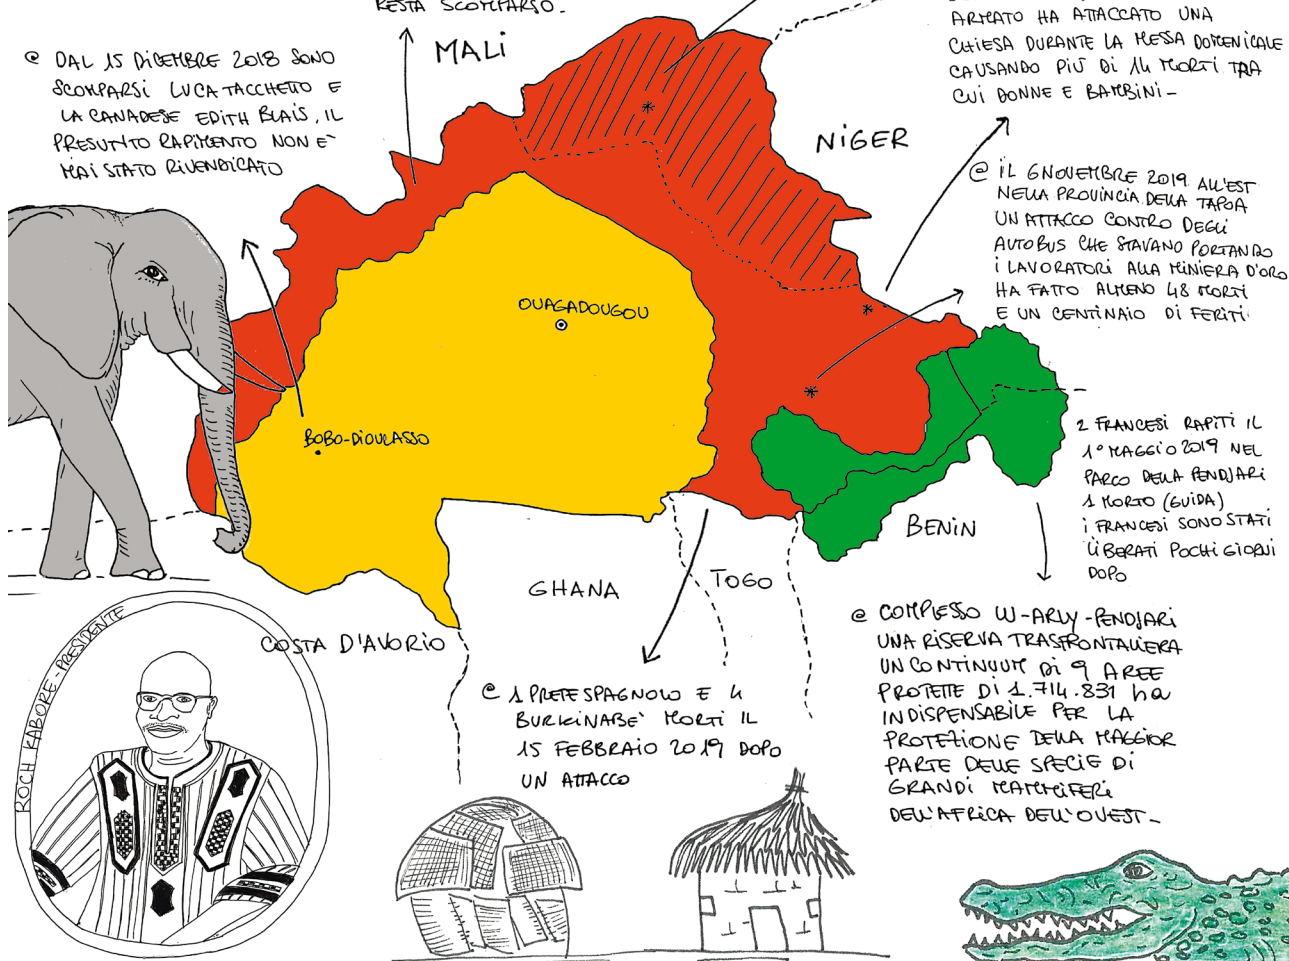 RESTA SCOMPARSO.
MALI
@ DAL 15 DICEMBRE 2018 SONO
SCOMPARSI LUCA TACCHETTO E
LA CANADESE EDITH BLAIS, IL
PRESUNTO RAPIMENTO NON E'
MAI STATO RIVENDICATO
ARMATO HA ATTACCATO UNA
CHIESA DURANTE LA MESSA DOMENICALE
CAUSANDO PIÙ DI 14 MORTI TRA
CUI DONNE E BAMBINI-
NIGER
@ IL 6 NOVEMBRE 2019 ALL'EST
NELLA PROVINCIA DELLA TAPOA
UN ATTACCO CONTRO DEGLI
AUTOBUS CHE STAVANO PORTANDO
I LAVORATORI ALLA MINIERA D'ORO
HA FATTO ALMENO 48 MORTI
E UN CENTINAIO DI FERITI
OUAGADOUGOU
BOBO-DIOULASSO
2 FRANCESI RAPITI IL
1° MAGGIO 2019 NEL
PARCO DELLA PENDJARI
1 MORTO (GUIDA)
I FRANCESI SONO STATI
LIBERATI POCHI GIORNI
DOPO
BENIN
GHANA
TOGO
COSTA D'AVORIO
@ 1 PRETE SPAGNOLO E 4
BURKINABE' MORTI IL
15 FEBBRAIO 2019 DOPO
UN ATTACCO
@ COMPLESSO W-ARLY-PENDJARI
UNA RISERVA TRASFRONTALIERA
UN CONTINUUM DI 9 AREE
PROTETTE DI 1.714.831 ha
INDISPENSABILE PER LA
PROTEZIONE DELLA MAGGIOR
PARTE DELLE SPECIE DI
GRANDI MAMMIFERI
DELL'AFRICA DELL'OVEST-
ROCH KABORE-PRESIDENTE